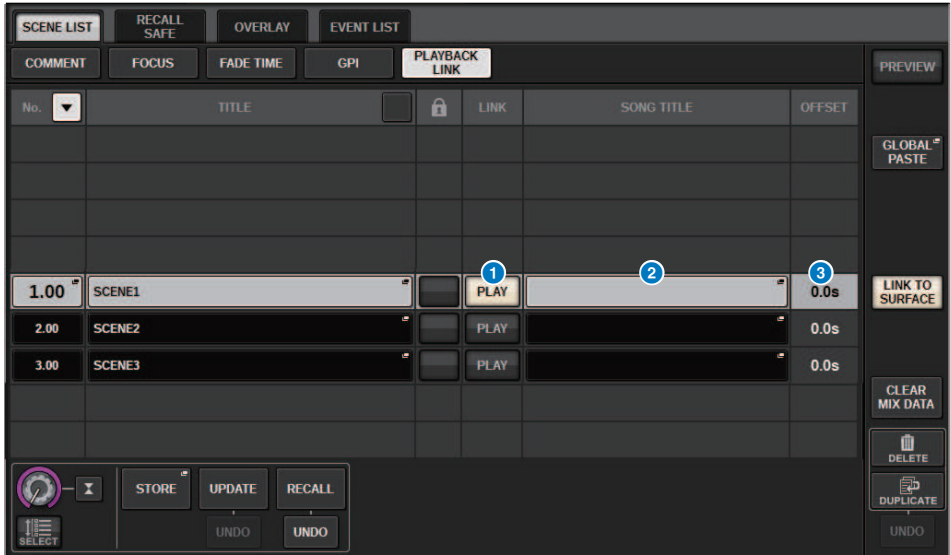 SCENE LIST
RECALL
SAFE
OVERLAY
EVENT LIST
COMMENT
FOCUS
FADE TIME
GPI
PLAYBACK
LINK
PREVIEW
No.
TITLE
LINK
SONG TITLE
OFFSET
GLOBAL
PASTE
1
2
3
1.00
SCENE1
PLAY
0.0s
LINK TO
SURFACE
2.00
SCENE2
PLAY
0.0s
3.00
SCENE3
PLAY
0.0s
CLEAR
MIX DATA
DELETE
STORE
UPDATE
RECALL
DUPLICATE
SELECT
UNDO
UNDO
UNDO